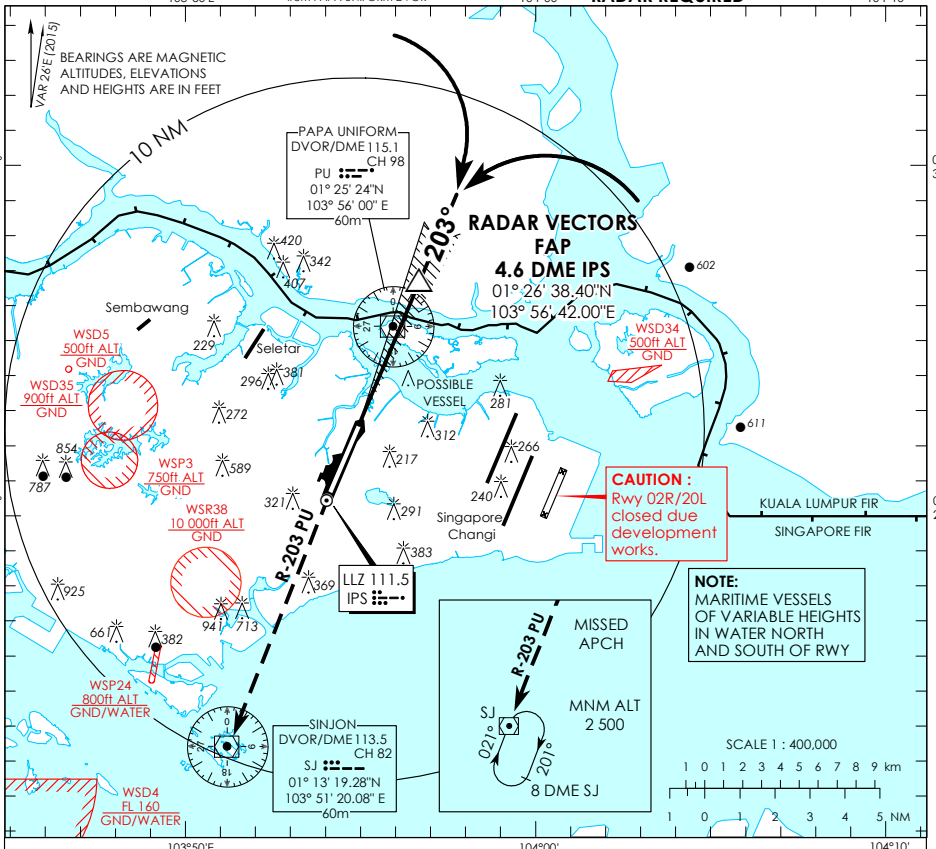 RADAR REQUIRED
VAR 26'E (2015)
BEARINGS ARE MAGNETIC
ALTITUDES, ELEVATIONS
AND HEIGHTS ARE IN FEET
10 NM
PAPA UNIFORM
DVOR/DME 115.1
CH 98
PU
01° 25' 24"N
103° 56' 00" E
60m
203°
RADAR VECTORS
FAP
4.6 DME IPS
01° 26' 38.40"N
103° 56' 42.00"E
420
342
407
602
Sembawang
229
Seletar
WSD5
500ft ALT
GND
WSD35
900ft ALT
GND
WSD34
500ft ALT
GND
296
381
POSSIBLE
VESSEL
281
272
312
611
854
787
WSP3
750ft ALT
GND
589
217
266
240
321
291
WSR38
10 000ft ALT
GND
Singapore
Changi
CAUTION :
Rwy 02R/20L
closed due
development
works.
KUALA LUMPUR FIR
SINGAPORE FIR
R-203 PU
383
369
LLZ 111.5
IPS
925
941
713
661
382
NOTE:
MARITIME VESSELS
OF VARIABLE HEIGHTS
IN WATER NORTH
AND SOUTH OF RWY
WSP24
800ft ALT
GND/WATER
R-203 PU
MISSED
APCH
MNM ALT
2 500
SJ
021°
201°
8 DME SJ
0
9
18
27
SINJON
DVOR/DME 113.5
CH 82
SJ
01° 13' 19.28"N
103° 51' 20.08" E
60m
WSD4
FL 160
GND/WATER
SCALE 1 : 400,000
1 0 1 2 3 4 5 6 7 8 9 km
1 0 1 2 3 4 5 NM
103°50'E
104°00'
104°10'